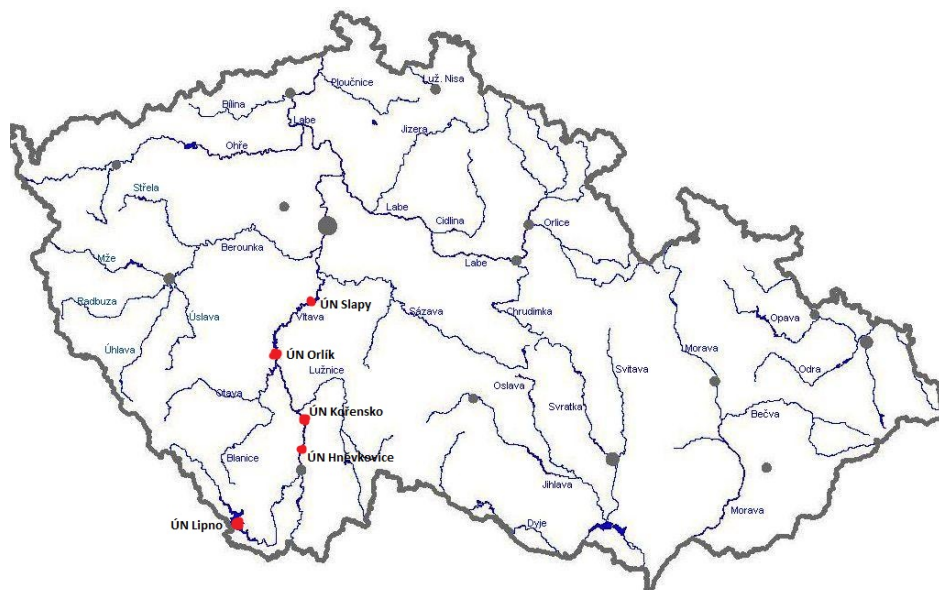 Ploučnice
Luž. Nisa
Bílina
Labe
Jizera
Ohře
Střela
Labe
Cidlina
Orlice
Berounka
Mže
Labe
Radbuza
ÚN Slapy
Sázava
Chrudimka
Vltava
Úslava
Opava
Úhlava
ÚN Orlík
Lužnice
Svitava
Morava
Odra
Oslava
Otava
Svratka
ÚN Kořensko
Bečva
Blanice
ÚN Hněvkovice
Jihlava
Morava
ÚN Lipno
Dyje